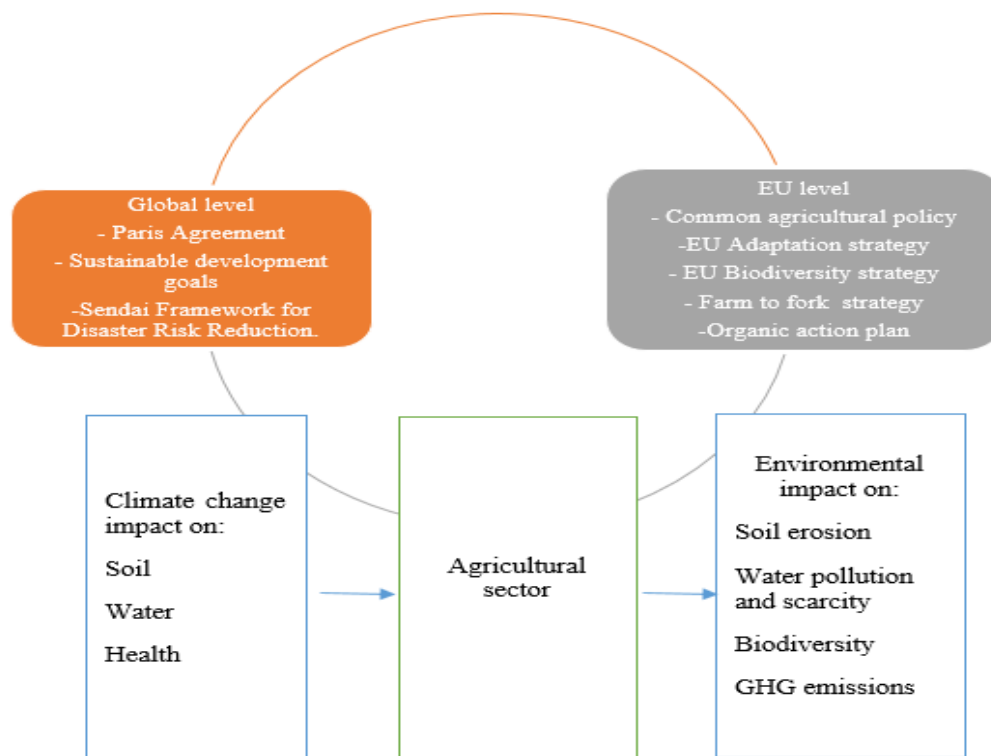 Global level
- Paris Agreement
- Sustainable development
goals
-Sendai Framework for
Disaster Risk Reduction.
EU level
- Common agricultural policy
-EU Adaptation strategy
- EU Biodiversity strategy
- Farm to fork strategy
-Organic action plan
Climate change
impact on:
Soil
Water
Health
Agricultural
sector
Environmental
impact on:
Soil erosion
Water pollution
and scarcity
Biodiversity
GHG emissions